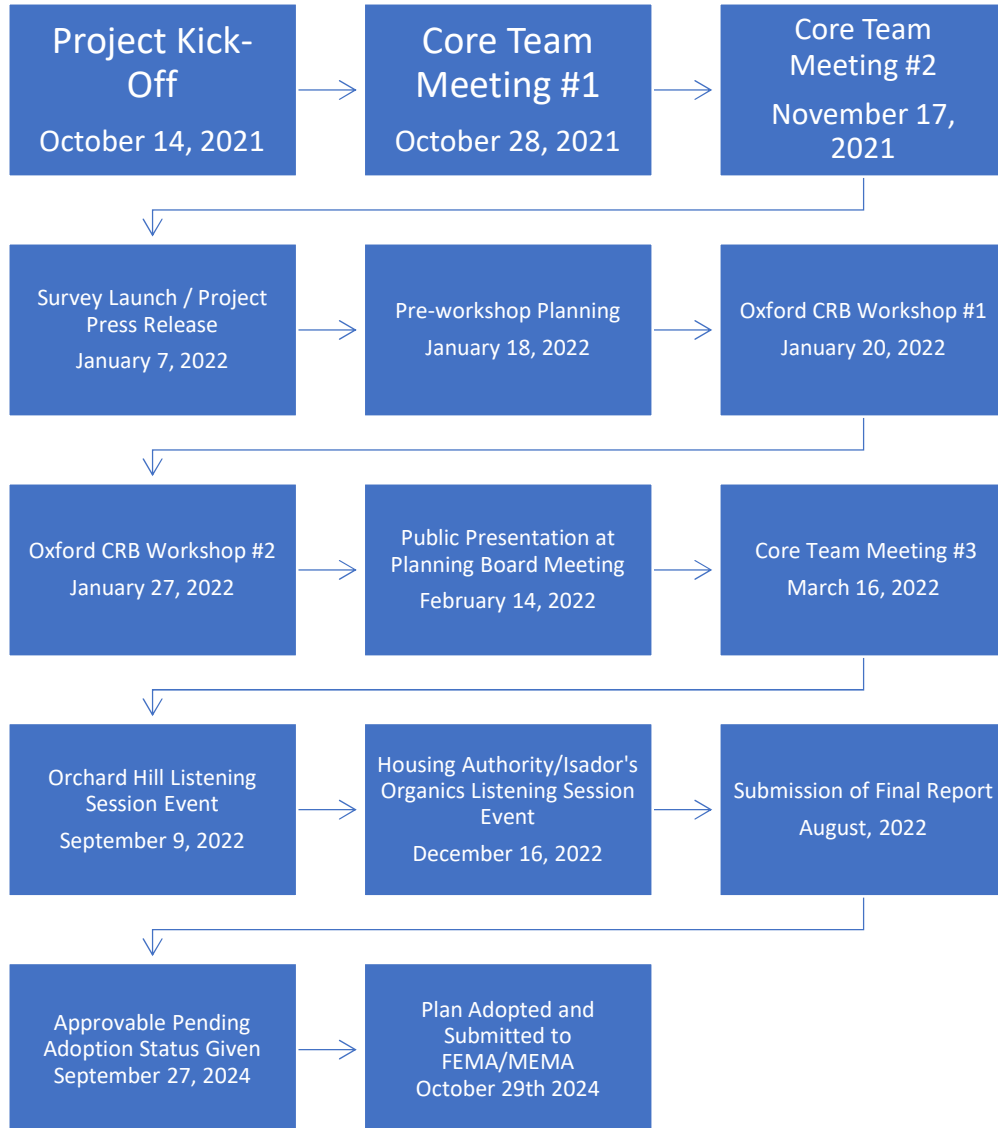 Project Kick-
Off
October 14, 2021
Core Team
Meeting #1
October 28, 2021
Core Team
Meeting #2
November 17,
2021
Survey Launch / Project
Press Release
January 7, 2022
Pre-workshop Planning
January 18, 2022
Oxford CRB Workshop #1
January 20, 2022
Oxford CRB Workshop #2
January 27, 2022
Public Presentation at
Planning Board Meeting
February 14, 2022
Core Team Meeting #3
March 16, 2022
Orchard Hill Listening
Session Event
September 9, 2022
Housing Authority/Isador's
Organics Listening Session
Event
December 16, 2022
Submission of Final Report
August, 2022
Approvable Pending
Adoption Status Given
September 27, 2024
Plan Adopted and
Submitted to
FEMA/MEMA
October 29th 2024